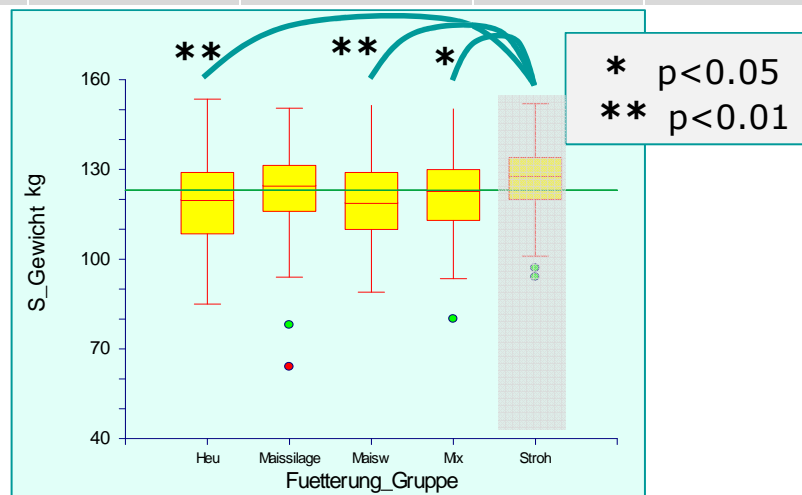 ** ** *
* p<0.05
** p<0.01
160
130
100
70
40
S_Gewicht kg
Heu Maissilage Maisw Mix Stroh
Fuetterung_Gruppe